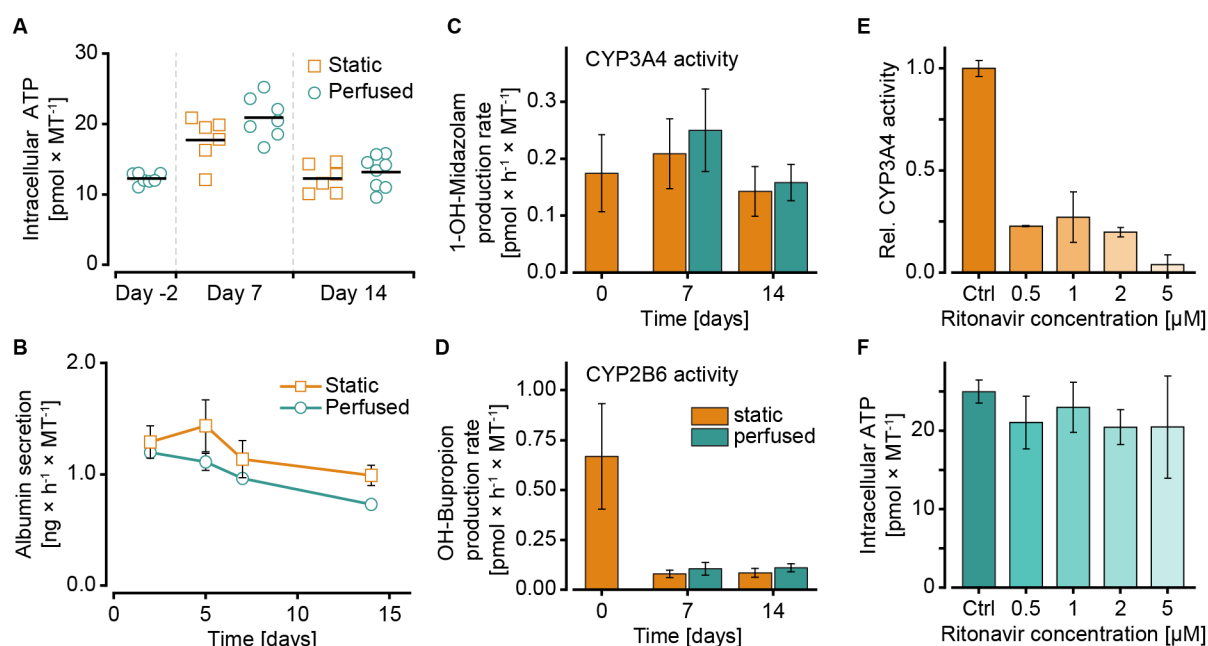 A
Intracellular ATP
[pmol × MT⁻¹]
30
20
10
0
Static
Perfused
Day -2
Day 7
Day 14
B
Albumin secretion
[ng × h⁻¹ × MT⁻¹]
2.0
1.0
0.0
Static
Perfused
0
5
10
15
Time [days]
C
CYP3A4 activity
1-OH-Midazolam
production rate
[pmol × h⁻¹ × MT⁻¹]
0.3
0.2
0.1
0.0
0
7
14
Time [days]
D
CYP2B6 activity
OH-Bupropion
production rate
[pmol × h⁻¹ × MT⁻¹]
1.00
0.75
0.50
0.25
0.00
static
perfused
0
7
14
Time [days]
E
Rel. CYP3A4 activity
1.0
0.5
0.0
Ctrl
0.5
1
2
5
Ritonavir concentration [µM]
F
Intracellular ATP
[pmol × MT⁻¹]
20
10
0
Ctrl
0.5
1
2
5
Ritonavir concentration [µM]